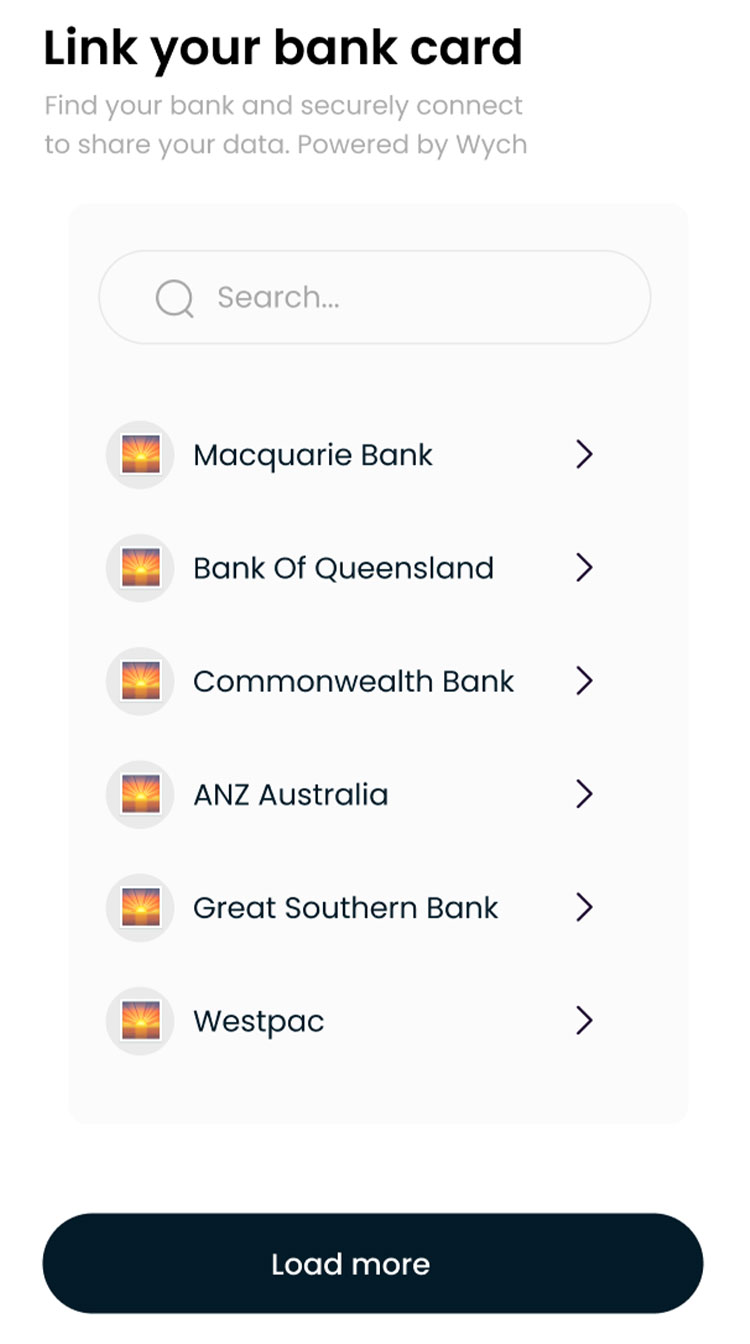 Link your bank card
Find your bank and securely connect
to share your data. Powered by Wych
Search...
Macquarie Bank
Bank Of Queensland
Commonwealth Bank
ANZ Australia
Great Southern Bank
Westpac
Load more